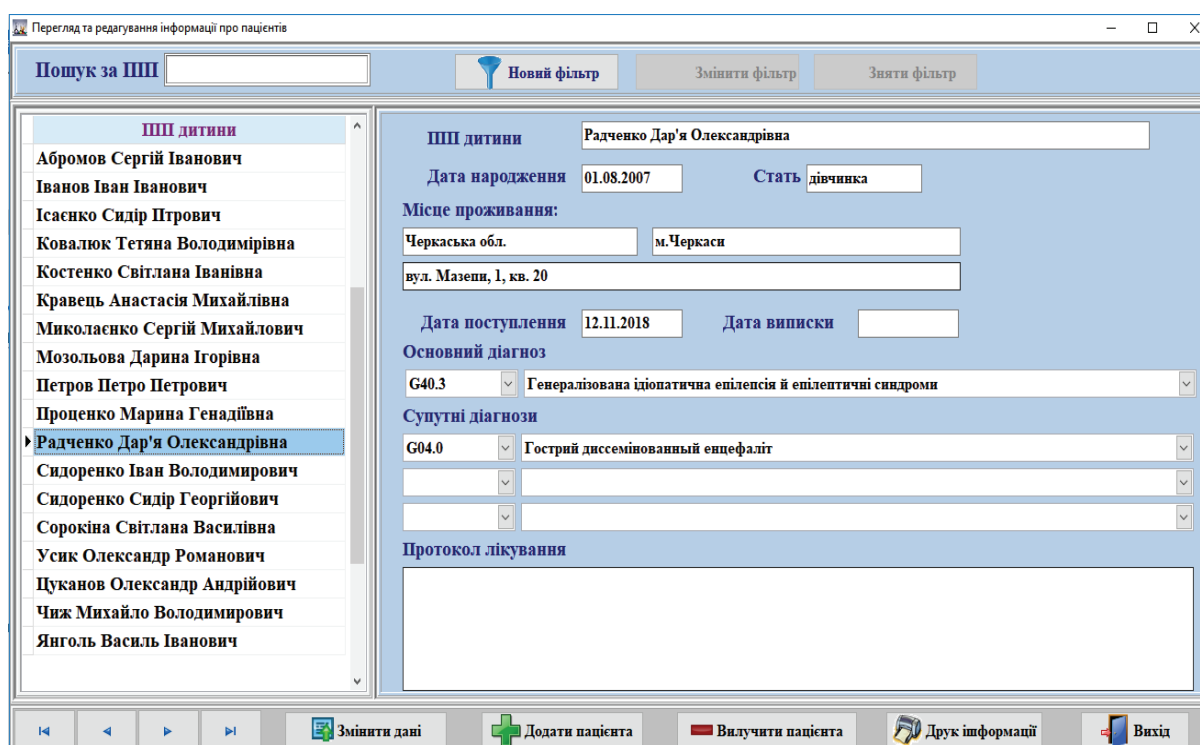 Перегляд та редагування інформації про пацієнтів
Пошук за ПІП
Новий фільтр
Змінити фільтр
Зняти фільтр
ПІП дитини
Абромов Сергій Іванович
Іванов Іван Іванович
Ісаєнко Сидір Птрович
Ковалюк Тетяна Володимірівна
Костенко Світлана Іванівна
Кравець Анастасія Михайлівна
Миколаєнко Сергій Михайлович
Мозольова Дарина Ігорівна
Петров Петро Петрович
Проценко Марина Генадіївна
Радченко Дар'я Олександрівна
Сидоренко Іван Володимирович
Сидоренко Сидір Георгійович
Сорокіна Світлана Василівна
Усик Олександр Романович
Цуканов Олександр Андрійович
Чиж Михайло Володимирович
Янголь Василь Іванович
ПІП дитини Радченко Дар'я Олександрівна
Дата народження 01.08.2007 Стать дівчинка
Місце проживання:
Черкаська обл. м.Черкаси
вул. Мазепи, 1, кв. 20
Дата поступлення 12.11.2018 Дата виписки
Основний діагноз
G40.3 Генералізована ідіопатична епілепсія й епілептичні синдроми
Супутні діагнози
G04.0 Гострий диссемінованный енцефаліт
Протокол лікування
Змінити дані
Додати пацієнта
Вилучити пацієнта
Друк інформації
Вихід